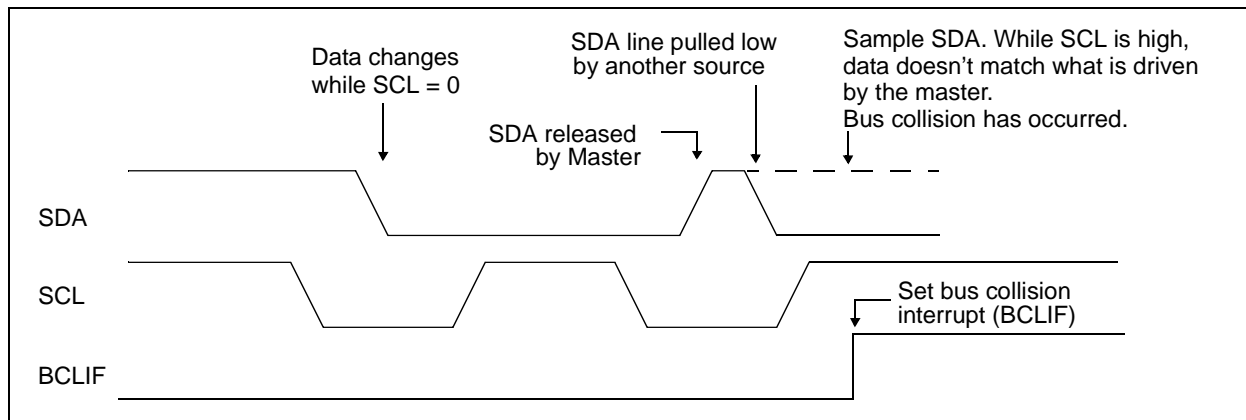 Data changes
while SCL = 0
SDA line pulled low
by another source
Sample SDA. While SCL is high,
data doesn't match what is driven
by the master.
Bus collision has occurred.
SDA released
by Master
SDA
SCL
Set bus collision
interrupt (BCLIF)
BCLIF